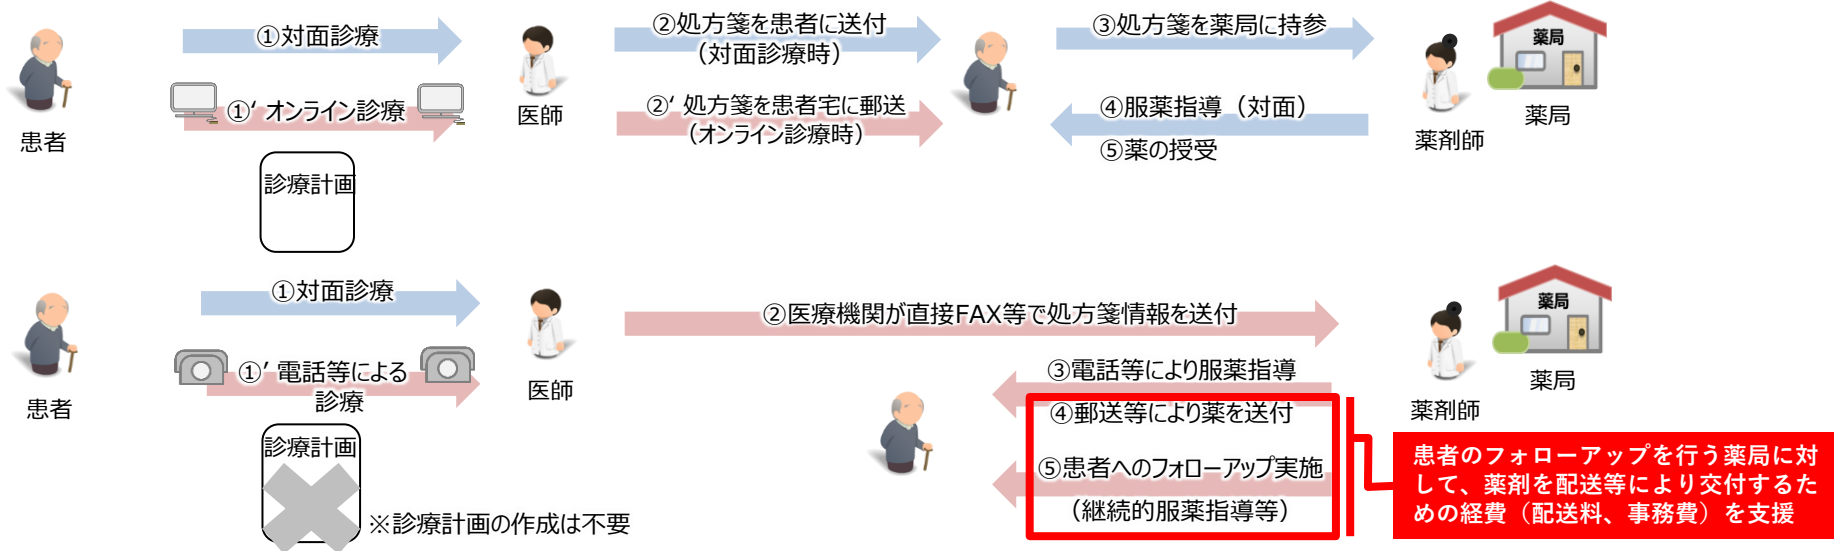 ①対面診療
②処方箋を患者に送付
（対面診療時）
③処方箋を薬局に持参
薬局
①‘ オンライン診療
医師
②‘ 処方箋を患者宅に郵送
（オンライン診療時）
④服薬指導（対面）
⑤薬の授受
患者
薬剤師
薬局
診療計画
①対面診療
②医療機関が直接FAX等で処方箋情報を送付
薬局
①’ 電話等による
診療
医師
患者
③電話等により服薬指導
④郵送等により薬を送付
⑤患者へのフォローアップ実施
（継続的服薬指導等）
薬剤師
薬局
診療計画
※診療計画の作成は不要
患者のフォローアップを行う薬局に対
して、薬剤を配送等により交付するた
めの経費（配送料、事務費）を支援